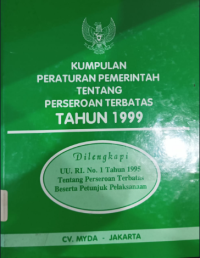 KUMPULAN
PERATURAN PEMERINTAH
TENTANG
PERSEROAN TERBATAS
TAHUN 1999
Dilengkapi
UU. RI. No. 1 Tahun 1995
Tentang Perseroan Terbatas
Beserta Petunjuk Pelaksanaan
CV. MYDA - JAKARTA